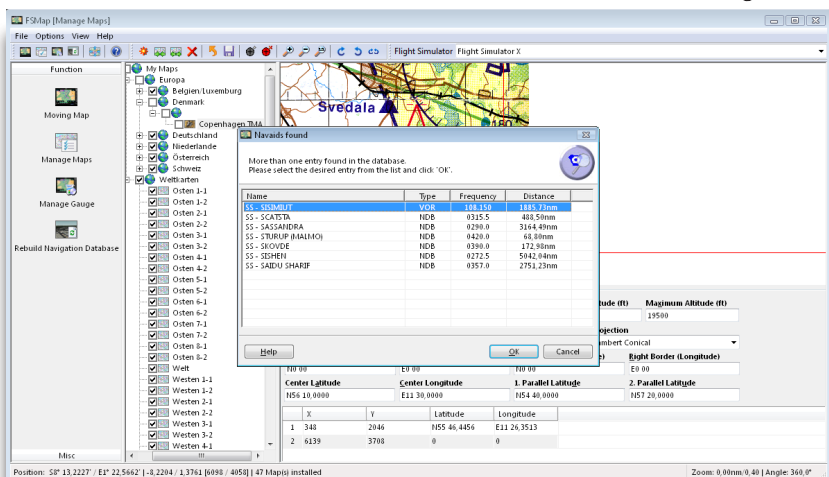 FSMap [Manage Maps]
File Options View Help
Flight Simulator Flight Simulator X
Function
Moving Map
Manage Maps
Manage Gauge
Rebuild Navigation Database
Misc
My Maps
Europa
Belgien/Luxemburg
Denmark
Copenhagen TMA
Deutschland
Niederlande
Österreich
Schweiz
Weltkarten
Osten 1-1
Osten 1-2
Osten 2-1
Osten 2-2
Osten 3-1
Osten 3-2
Osten 4-1
Osten 4-2
Osten 5-1
Osten 5-2
Osten 6-1
Osten 6-2
Osten 7-1
Osten 7-2
Osten 8-1
Osten 8-2
Welt
Westen 1-1
Westen 1-2
Westen 2-1
Westen 2-2
Westen 3-1
Westen 3-2
Westen 4-1
Svedala
180
Navaids found
More than one entry found in the database.
Please select the desired entry from the list and click 'OK'.
Name Type Frequency Distance
SS - SISIMIUT VOR 108.150 1885,73nm
SS - SCATSTA NDB 0315.5 488,50nm
SS - SASSANDRA NDB 0290.0 3164,49nm
SS - STURUP (MALMO) NDB 0420.0 68,80nm
SS - SKOVDE NDB 0390.0 172,98nm
SS - SISHEN NDB 0272.5 5042,04nm
SS - SAIDU SHARIF NDB 0357.0 2751,23nm
Help OK Cancel
tude (ft) Maximum Altitude (ft)
19500
ojection
mbert Conical
e) Right Border (Longitude)
N0 00 E0 00 N0 00 E0 00
Center Latitude Center Longitude 1. Parallel Latitude 2. Parallel Latitude
N56 10,0000 E11 30,0000 N54 40,0000 N57 20,0000
X Y Latitude Longitude
1 348 2046 N55 46,4456 E11 26,3513
2 6139 3708 0 0
Position: S8° 13,2227' / E1° 22,5662' | -8,2204 / 1,3761 [6098 / 4058] | 47 Map(s) installed
Zoom: 0,00nm/0,40 | Angle: 360,0°